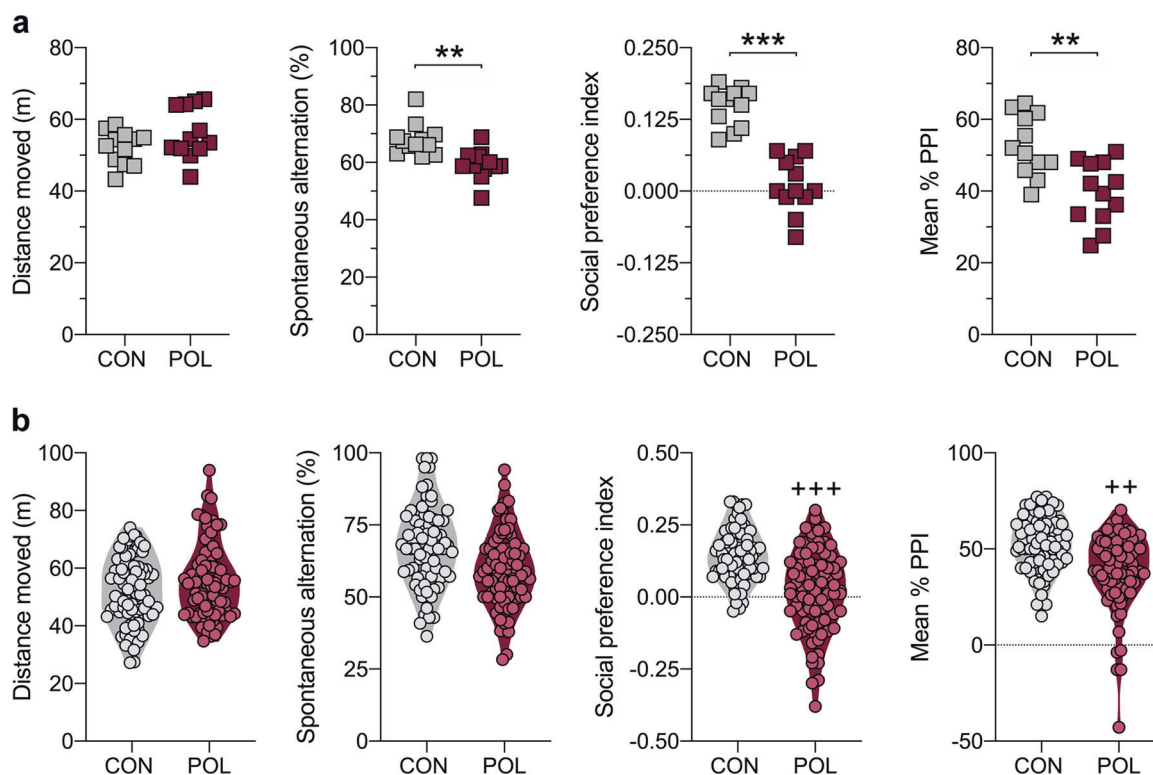 a
Distance moved (m)
80
60
40
20
0
CON POL
Spontaneous alternation (%)
100
80
60
40
20
0
**
CON POL
Social preference index
0.250
0.125
0.000
-0.125
-0.250
***
CON POL
Mean % PPI
80
60
40
20
0
**
CON POL
b
Distance moved (m)
100
80
60
40
20
0
CON POL
Spontaneous alternation (%)
100
75
50
25
0
CON POL
Social preference index
0.50
0.25
0.00
-0.25
-0.50
+++
CON POL
Mean % PPI
100
50
0
-50
++
CON POL